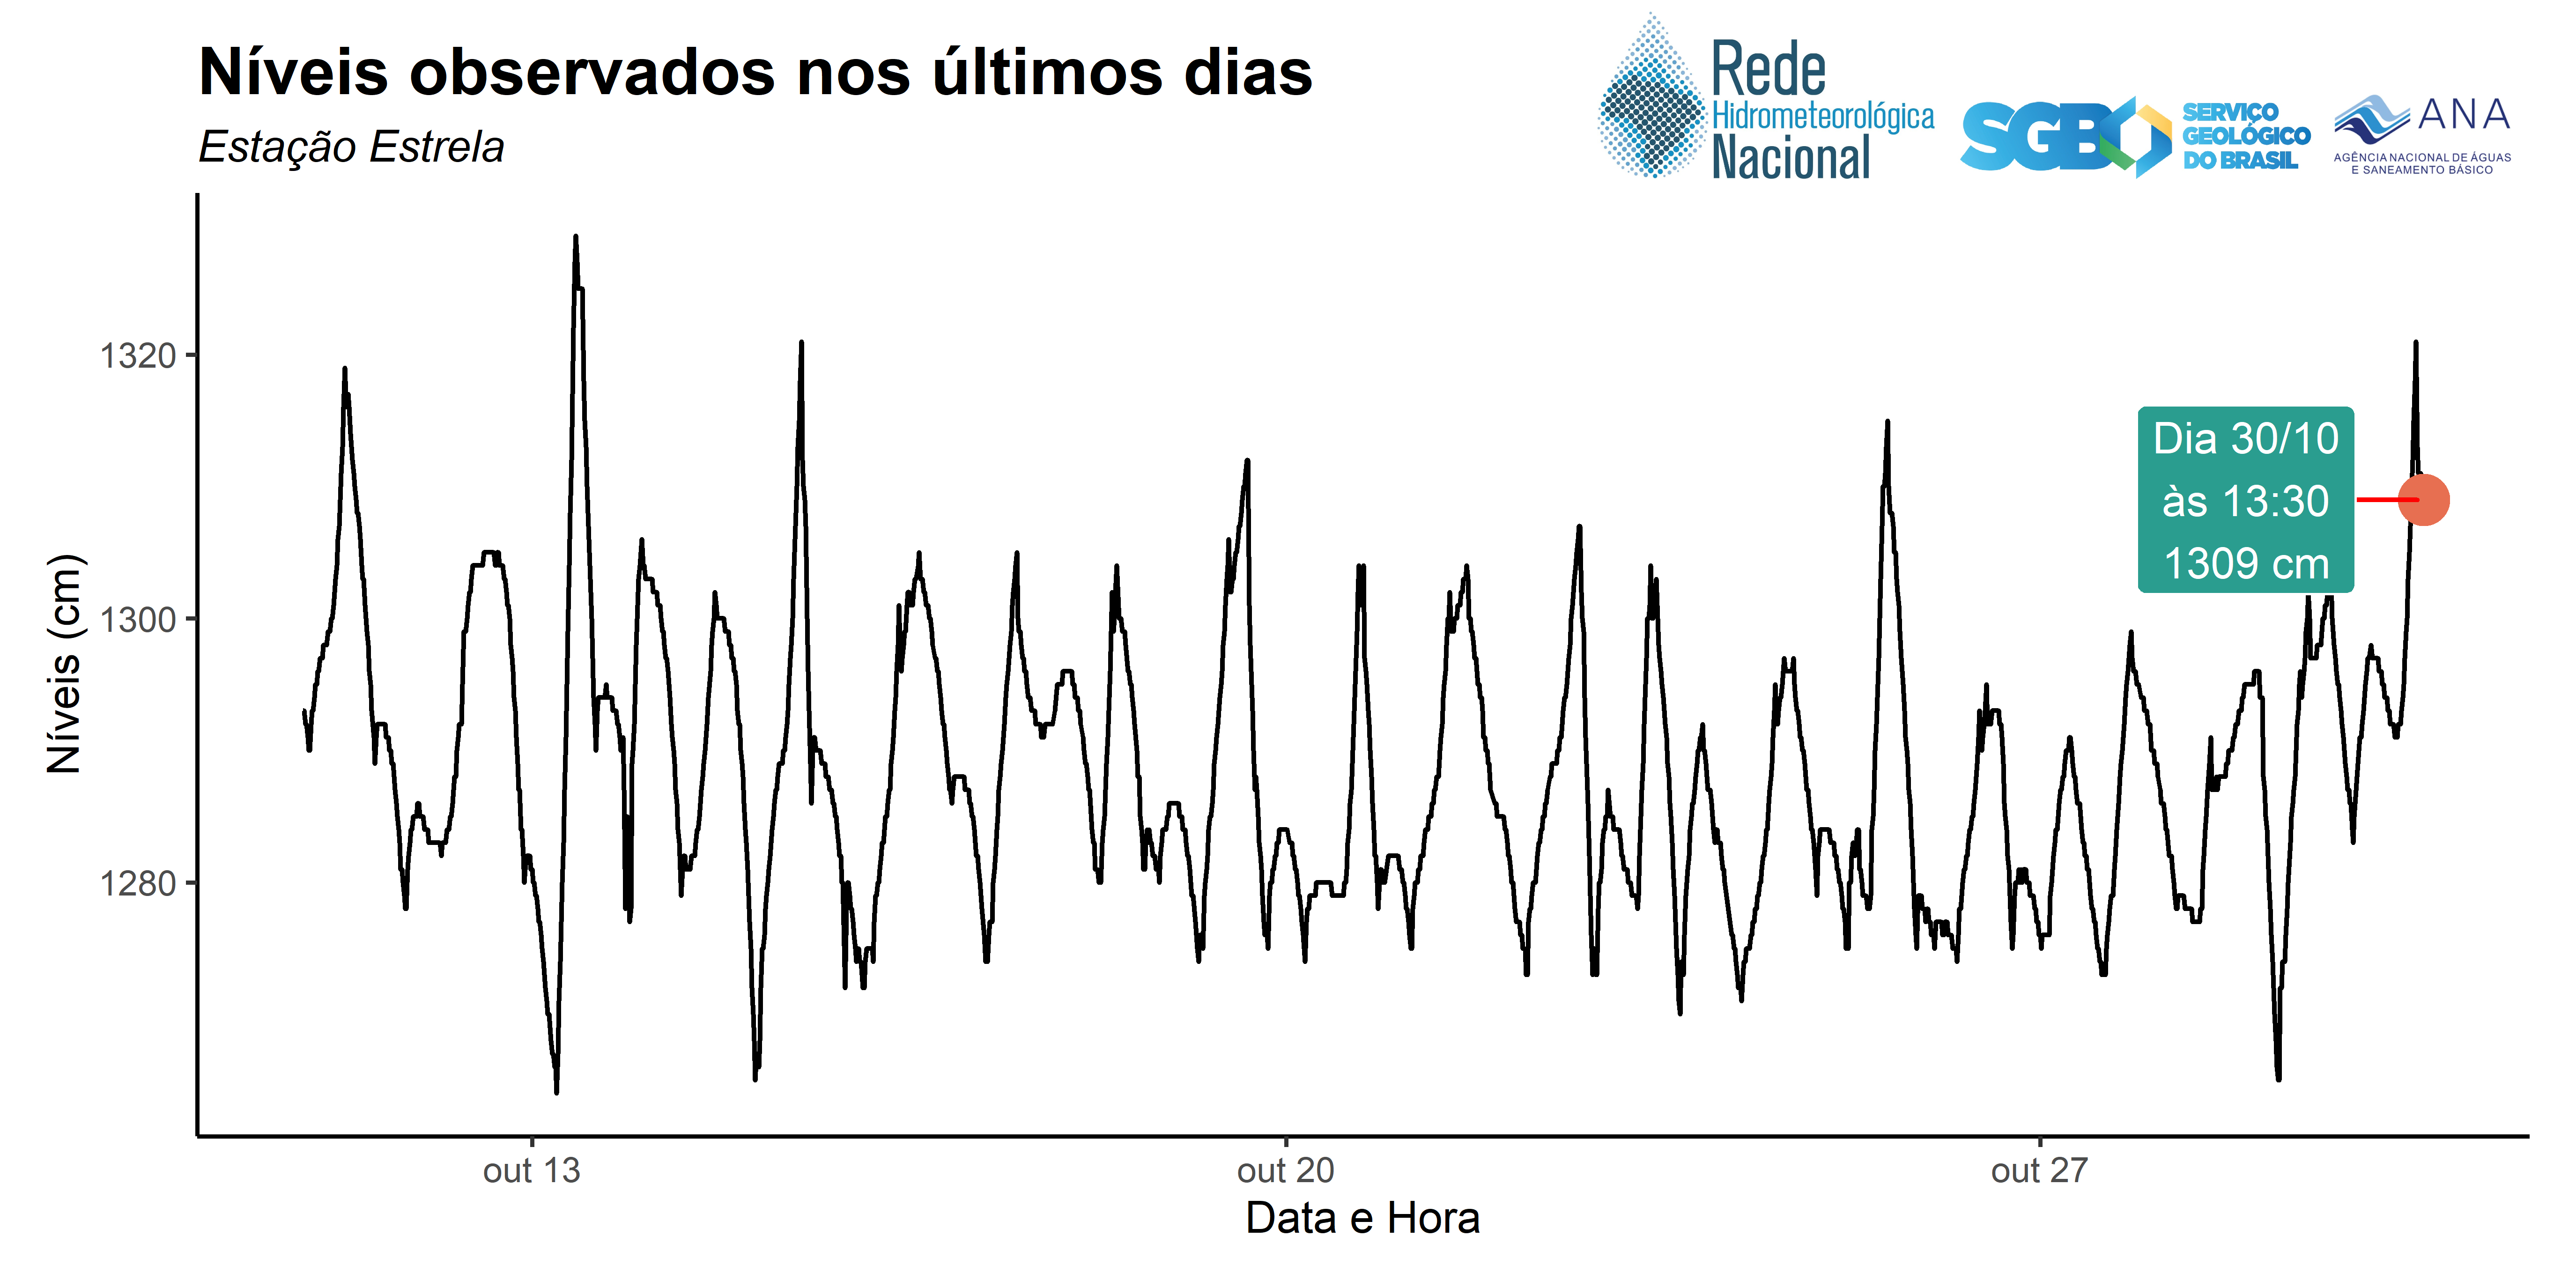 Níveis observados nos últimos dias
Estação Estrela
Rede
Hidrometeorológica
Nacional
SGB
SERVIÇO
GEOLÓGICO
DO BRASIL
ANA
AGÊNCIA NACIONAL DE ÁGUAS
E SANEAMENTO BÁSICO
Níveis (cm)
1320
1300
1280
Dia 30/10
às 13:30
1309 cm
out 13
out 20
out 27
Data e Hora